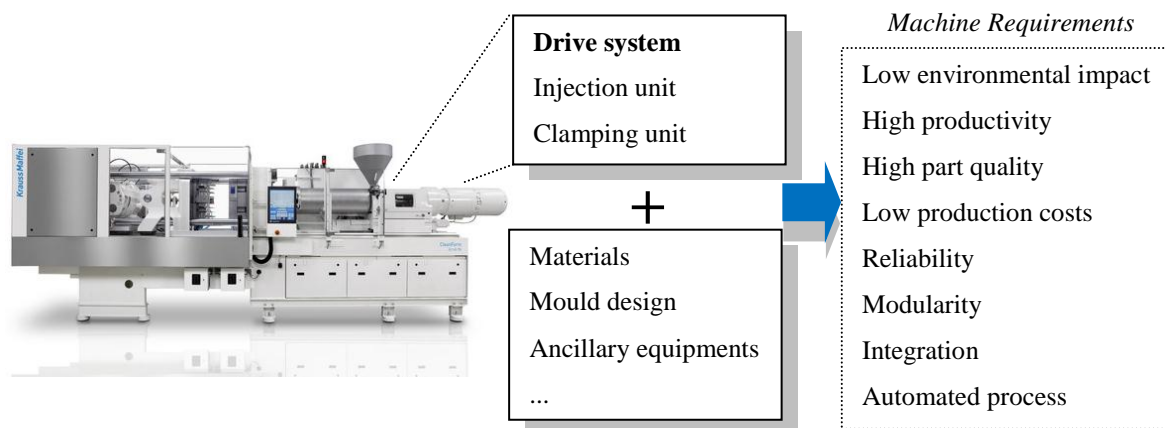 Machine Requirements
Drive system
Injection unit
Clamping unit
+
Materials
Mould design
Ancillary equipments
...
Low environmental impact
High productivity
High part quality
Low production costs
Reliability
Modularity
Integration
Automated process
KraussMaffei